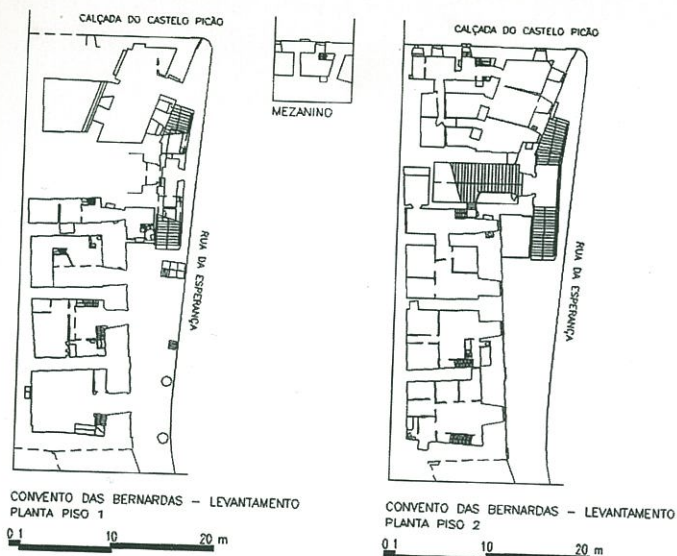 CALÇADA DO CASTELO PICÃO
RUA DA ESPERANÇA
CONVENTO DAS BERNARDAS – LEVANTAMENTO
PLANTA PISO 1
0 1 10 20 m
MEZANINO
CALÇADA DO CASTELO PICÃO
RUA DA ESPERANÇA
CONVENTO DAS BERNARDAS – LEVANTAMENTO
PLANTA PISO 2
0 1 10 20 m